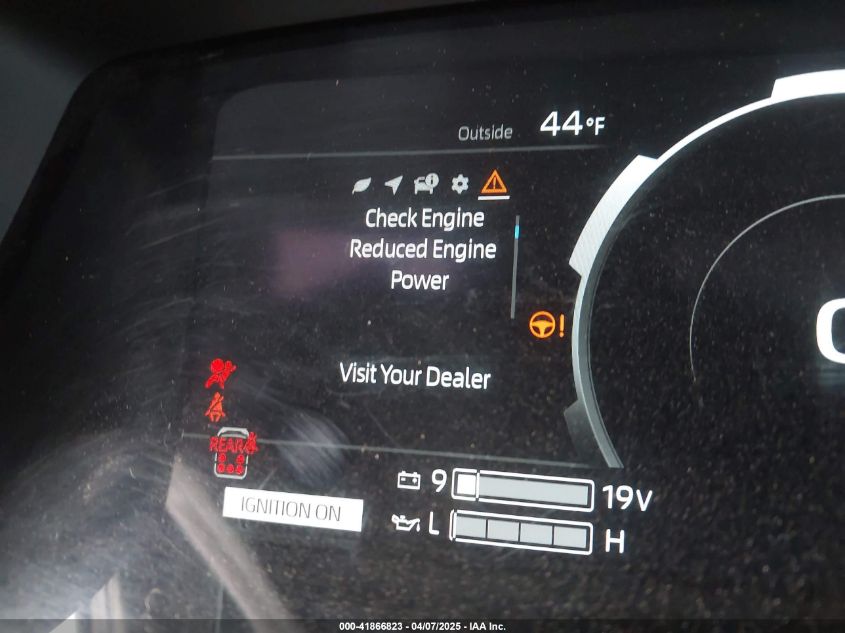 Outside 44°F
Check Engine
Reduced Engine
Power
Visit Your Dealer
REAR
IGNITION ON
9 19V
L H
000-41866823 - 04/07/2025 - IAA Inc.